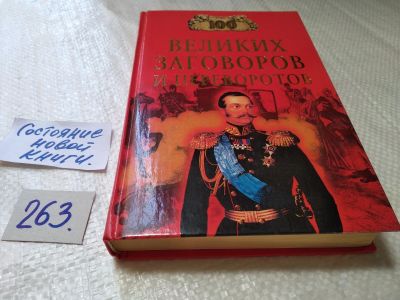 100
ВЕЛИКИХ
ЗАГОВОРОВ
И ПЕРЕВОРОТОВ
Состояние
новой
книги.
263.